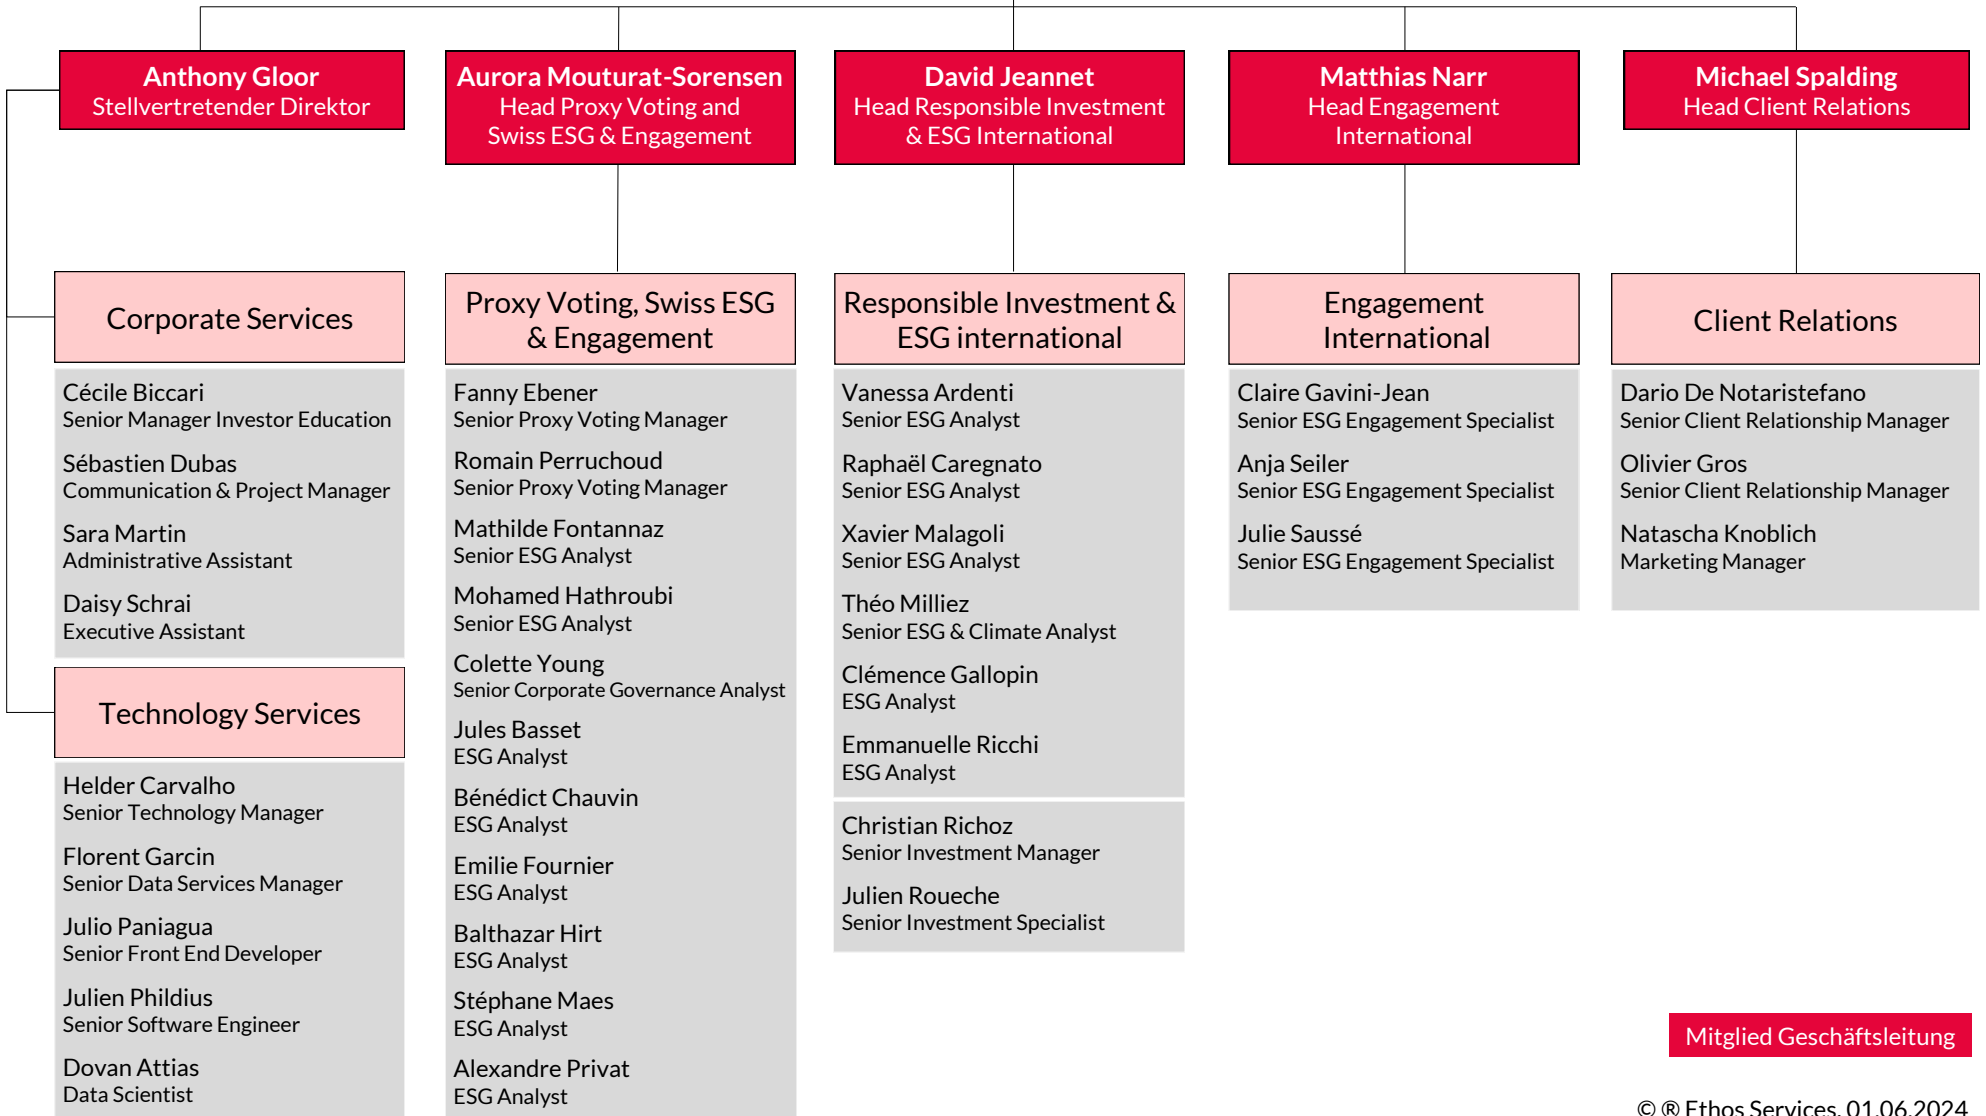 Anthony Gloor
Stellvertretender Direktor
Aurora Mouturat-Sorensen
Head Proxy Voting and
Swiss ESG & Engagement
David Jeannet
Head Responsible Investment
& ESG International
Matthias Narr
Head Engagement
International
Michael Spalding
Head Client Relations
Corporate Services
Cécile Biccari
Senior Manager Investor Education
Sébastien Dubas
Communication & Project Manager
Sara Martin
Administrative Assistant
Daisy Schrai
Executive Assistant
Technology Services
Helder Carvalho
Senior Technology Manager
Florent Garcin
Senior Data Services Manager
Julio Paniagua
Senior Front End Developer
Julien Phildius
Senior Software Engineer
Dovan Attias
Data Scientist
Proxy Voting, Swiss ESG
& Engagement
Fanny Ebener
Senior Proxy Voting Manager
Romain Perruchoud
Senior Proxy Voting Manager
Mathilde Fontannaz
Senior ESG Analyst
Mohamed Hathroubi
Senior ESG Analyst
Colette Young
Senior Corporate Governance Analyst
Jules Basset
ESG Analyst
Bénédict Chauvin
ESG Analyst
Emilie Fournier
ESG Analyst
Balthazar Hirt
ESG Analyst
Stéphane Maes
ESG Analyst
Alexandre Privat
ESG Analyst
Responsible Investment &
ESG international
Vanessa Ardenti
Senior ESG Analyst
Raphaël Caregnato
Senior ESG Analyst
Xavier Malagoli
Senior ESG Analyst
Théo Milliez
Senior ESG & Climate Analyst
Clémence Gallopin
ESG Analyst
Emmanuelle Ricchi
ESG Analyst
Christian Richoz
Senior Investment Manager
Julien Roueche
Senior Investment Specialist
Engagement
International
Claire Gavini-Jean
Senior ESG Engagement Specialist
Anja Seiler
Senior ESG Engagement Specialist
Julie Saussé
Senior ESG Engagement Specialist
Client Relations
Dario De Notaristefano
Senior Client Relationship Manager
Olivier Gros
Senior Client Relationship Manager
Natascha Knoblich
Marketing Manager
Mitglied Geschäftsleitung
© ® Ethos Services, 01.06.2024